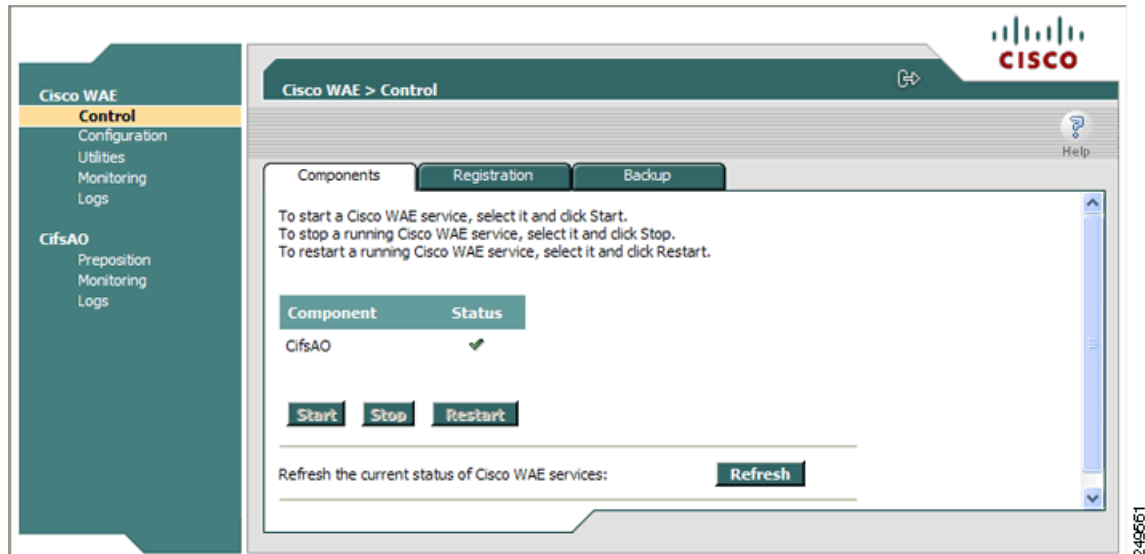 CISCO
Cisco WAE
Control
Configuration
Utilities
Monitoring
Logs
CifsAO
Preposition
Monitoring
Logs
Cisco WAE > Control
Help
Components Registration Backup
To start a Cisco WAE service, select it and click Start.
To stop a running Cisco WAE service, select it and click Stop.
To restart a running Cisco WAE service, select it and click Restart.
Component Status
CifsAO
Start Stop Restart
Refresh the current status of Cisco WAE services: Refresh
249561